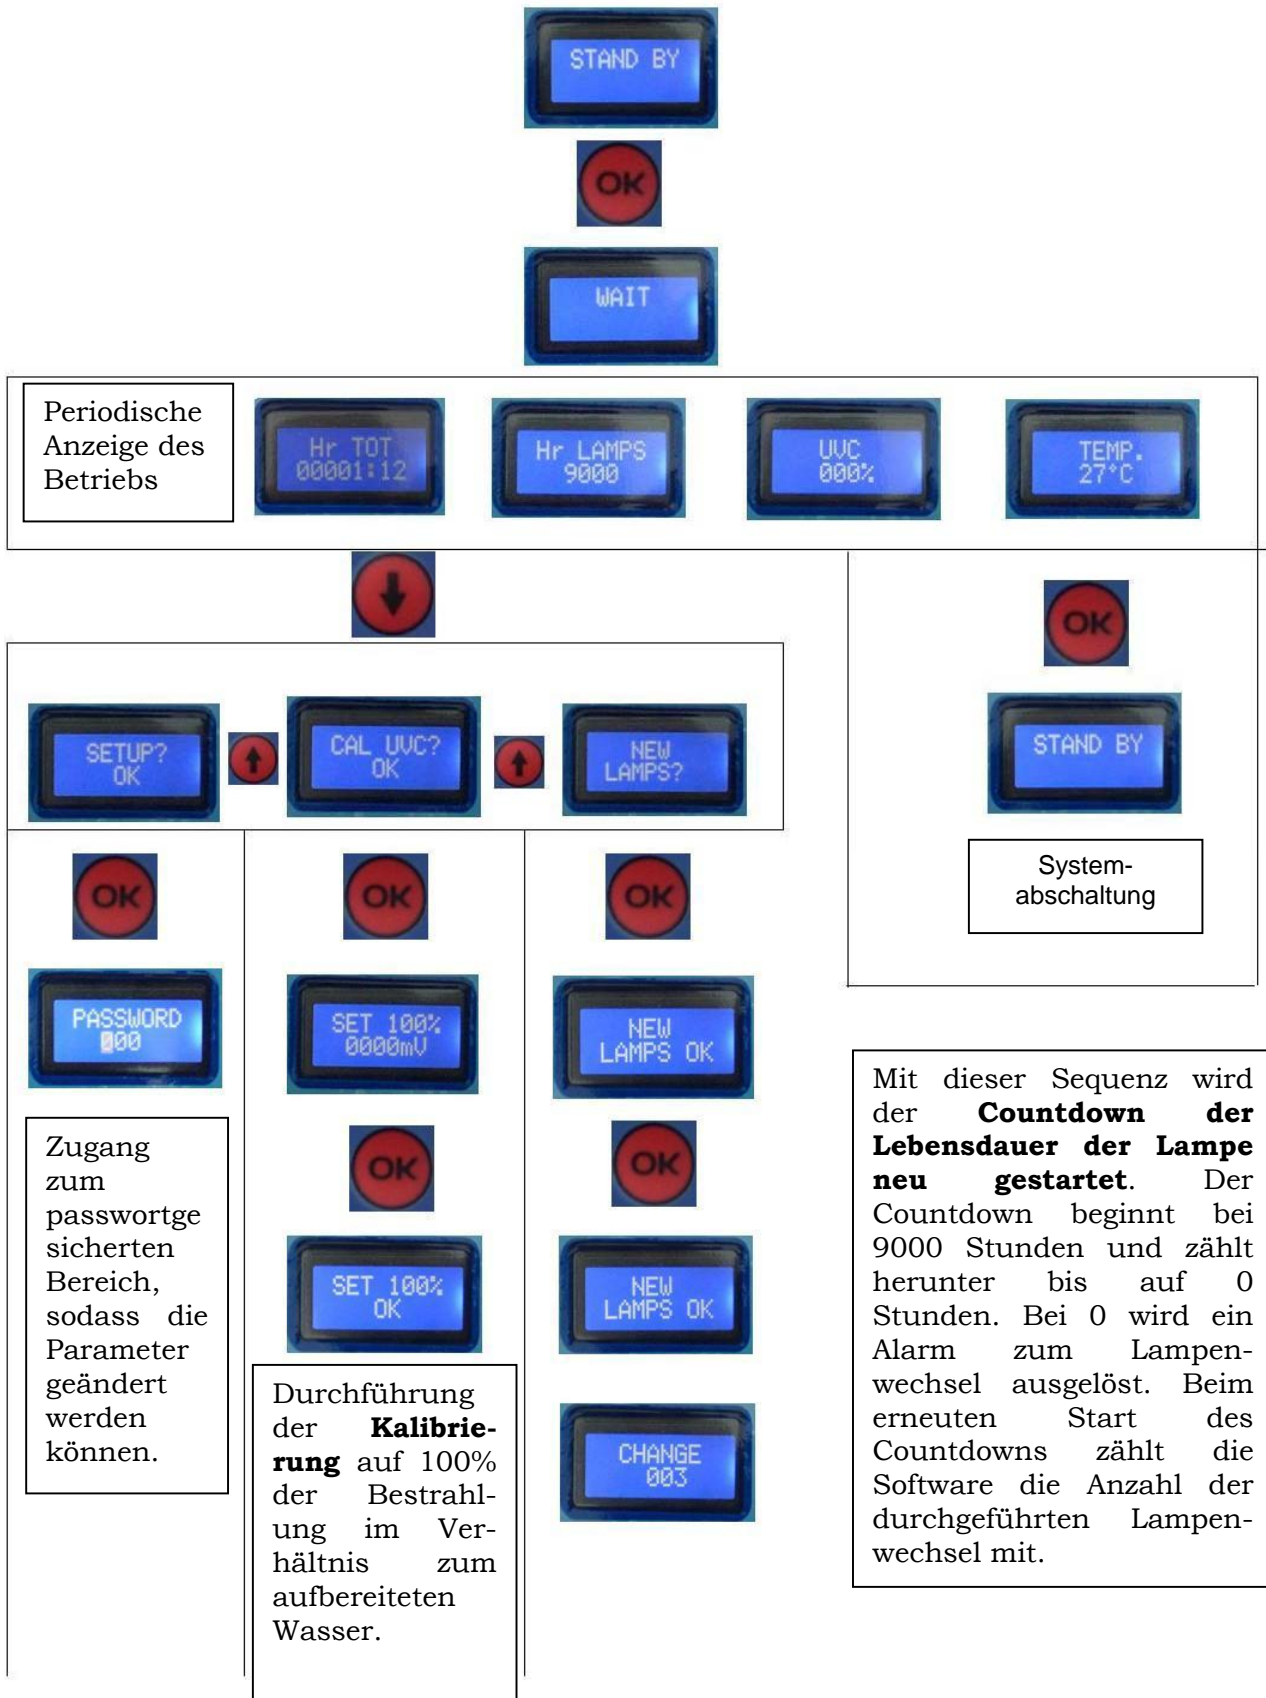 STAND BY
OK
WAIT
Periodische
Anzeige des
Betriebs
Hr TOT
00001:12
Hr LAMPS
9000
UVC
000%
TEMP.
27°C
OK
STAND BY
System-
abschaltung
SETUP?
OK
CAL UVC?
OK
NEW
LAMPS?
OK
PASSWORD
000
Zugang
zum
passwortge
sicherten
Bereich,
sodass die
Parameter
geändert
werden
können.
OK
SET 100%
0000mV
OK
SET 100%
OK
Durchführung
der Kalibrie-
rung auf 100%
der Bestrahl-
ung im Ver-
hältnis zum
aufbereiteten
Wasser.
OK
NEW
LAMPS OK
OK
NEW
LAMPS OK
CHANGE
003
Mit dieser Sequenz wird
der Countdown der
Lebensdauer der Lampe
neu gestartet. Der
Countdown beginnt bei
9000 Stunden und zählt
herunter bis auf 0
Stunden. Bei 0 wird ein
Alarm zum Lampen-
wechsel ausgelöst. Beim
erneuten Start des
Countdowns zählt die
Software die Anzahl der
durchgeführten Lampen-
wechsel mit.